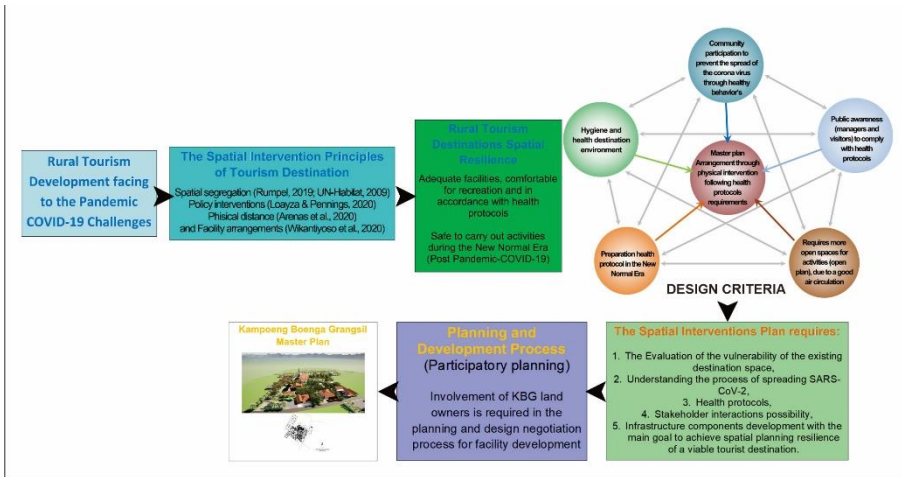 Rural Tourism
Development facing
to the Pandemic
COVID-19 Challenges
The Spatial Intervention Principles
of Tourism Destination
Spatial segregation (Rumpel, 2019; UN-Habitat, 2009)
Policy interventions (Loayza & Pennings, 2020)
Phisical distance (Arenas et al., 2020)
and Facility arrangements (Wikantiyoso et al., 2020)
Rural Tourism
Destinations Spatial
Resilience
Adequate facilities, comfortable
for recreation and in
accordance with health
protocols
Safe to carry out activities
during the New Normal Era
(Post Pandemic-COVID-19)
Community
participation to
prevent the spread of
the corona virus
through healthy
behavior's
Hygiene and
health destination
environment
Public awareness
(managers and
visitors) to comply
with health
protocols
Master plan
Arrangement through
physical intervention
following health
protocols
requirements
Preparation health
protocol in the New
Normal Era
Requires more
open spaces for
activities (open
plan), due to a good
air circulation
DESIGN CRITERIA
The Spatial Interventions Plan requires:
1. The Evaluation of the vulnerability of the existing
destination space,
2. Understanding the process of spreading SARS-
CoV-2,
3. Health protocols,
4. Stakeholder interactions possibility,
5. Infrastructure components development with the
main goal to achieve spatial planning resilience
of a viable tourist destination.
Planning and
Development Process
(Participatory planning)
Involvement of KBG land
owners is required in the
planning and design negotiation
process for facility development
Kampoeng Boenga Grangsil
Master Plan